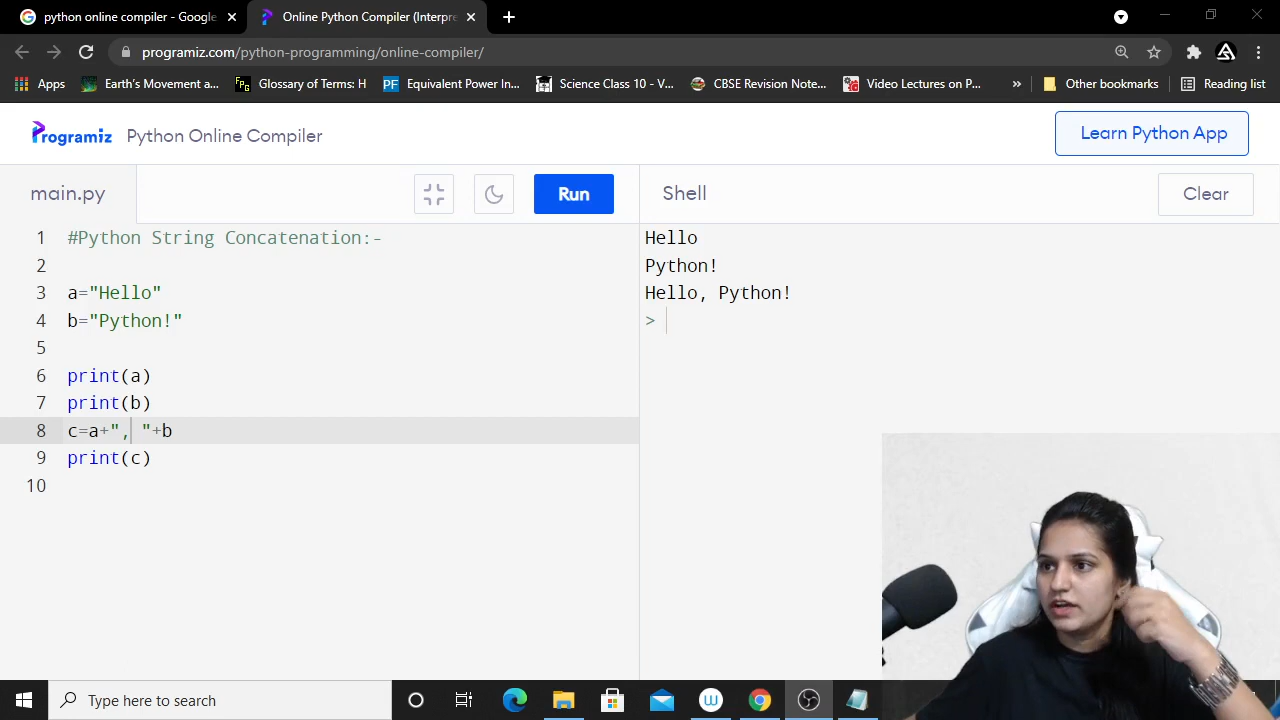 python online compiler - Google
Online Python Compiler (Interpre
programiz.com/python-programming/online-compiler/
Apps
Earth's Movement a...
FPg
Glossary of Terms: H
PF
Equivalent Power In...
Science Class 10 - V...
CBSE Revision Note...
Video Lectures on P...
»
Other bookmarks
Reading list
Programiz
Python Online Compiler
Learn Python App
main.py
Run
Shell
Clear
1 #Python String Concatenation:-
2
3 a="Hello"
4 b="Python!"
5
6 print(a)
7 print(b)
8 c=a+", "+b
9 print(c)
10
Hello
Python!
Hello, Python!
>
Type here to search